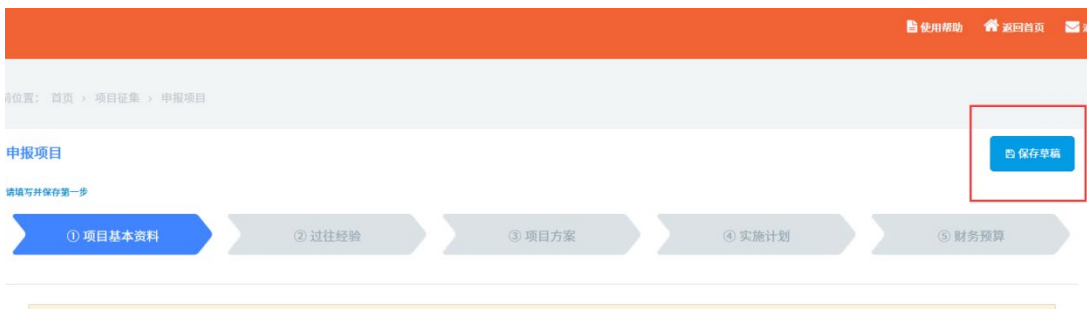 使用帮助 返回首页
位置： 首页 › 项目征集 › 申报项目
申报项目
保存草稿
请填写并保存第一步
① 项目基本资料 ② 过往经验 ③ 项目方案 ④ 实施计划 ⑤ 财务预算